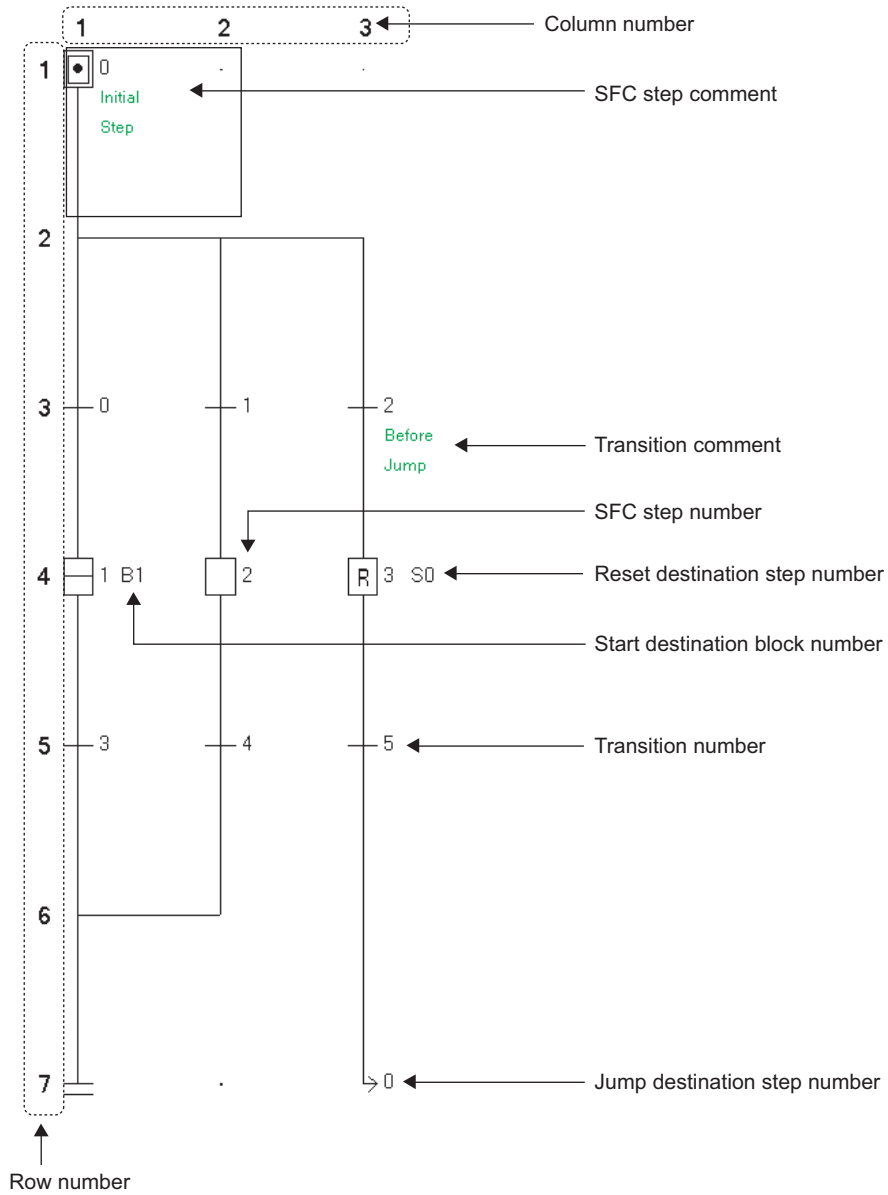 1 2 3 Column number
1 0
Initial
Step
SFC step comment
2
3 0 1 2
Before
Jump
Transition comment
SFC step number
4 1 B1 2 R 3 S0 Reset destination step number
Start destination block number
5 3 4 5 Transition number
6
7 0 Jump destination step number
Row number